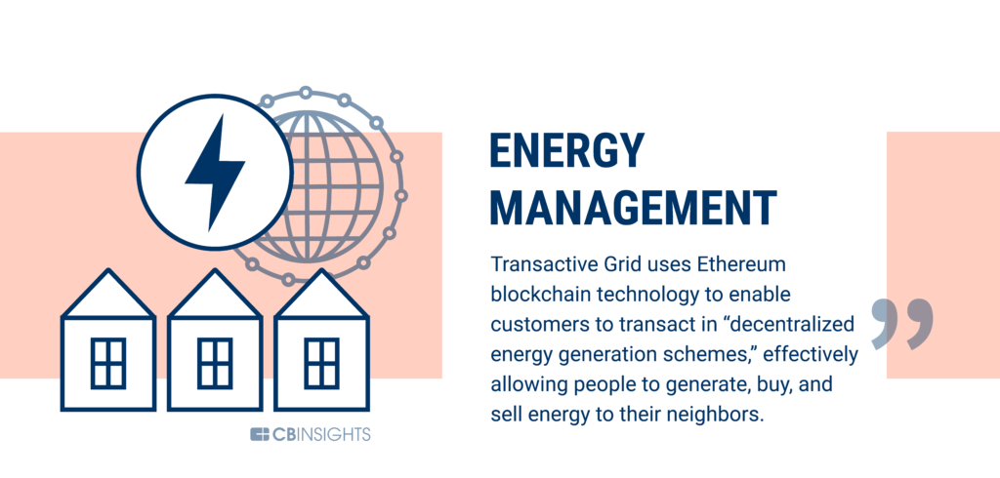 ENERGY
MANAGEMENT
Transactive Grid uses Ethereum
blockchain technology to enable
customers to transact in “decentralized
energy generation schemes,” effectively
allowing people to generate, buy, and
sell energy to their neighbors.
”
CBINSIGHTS